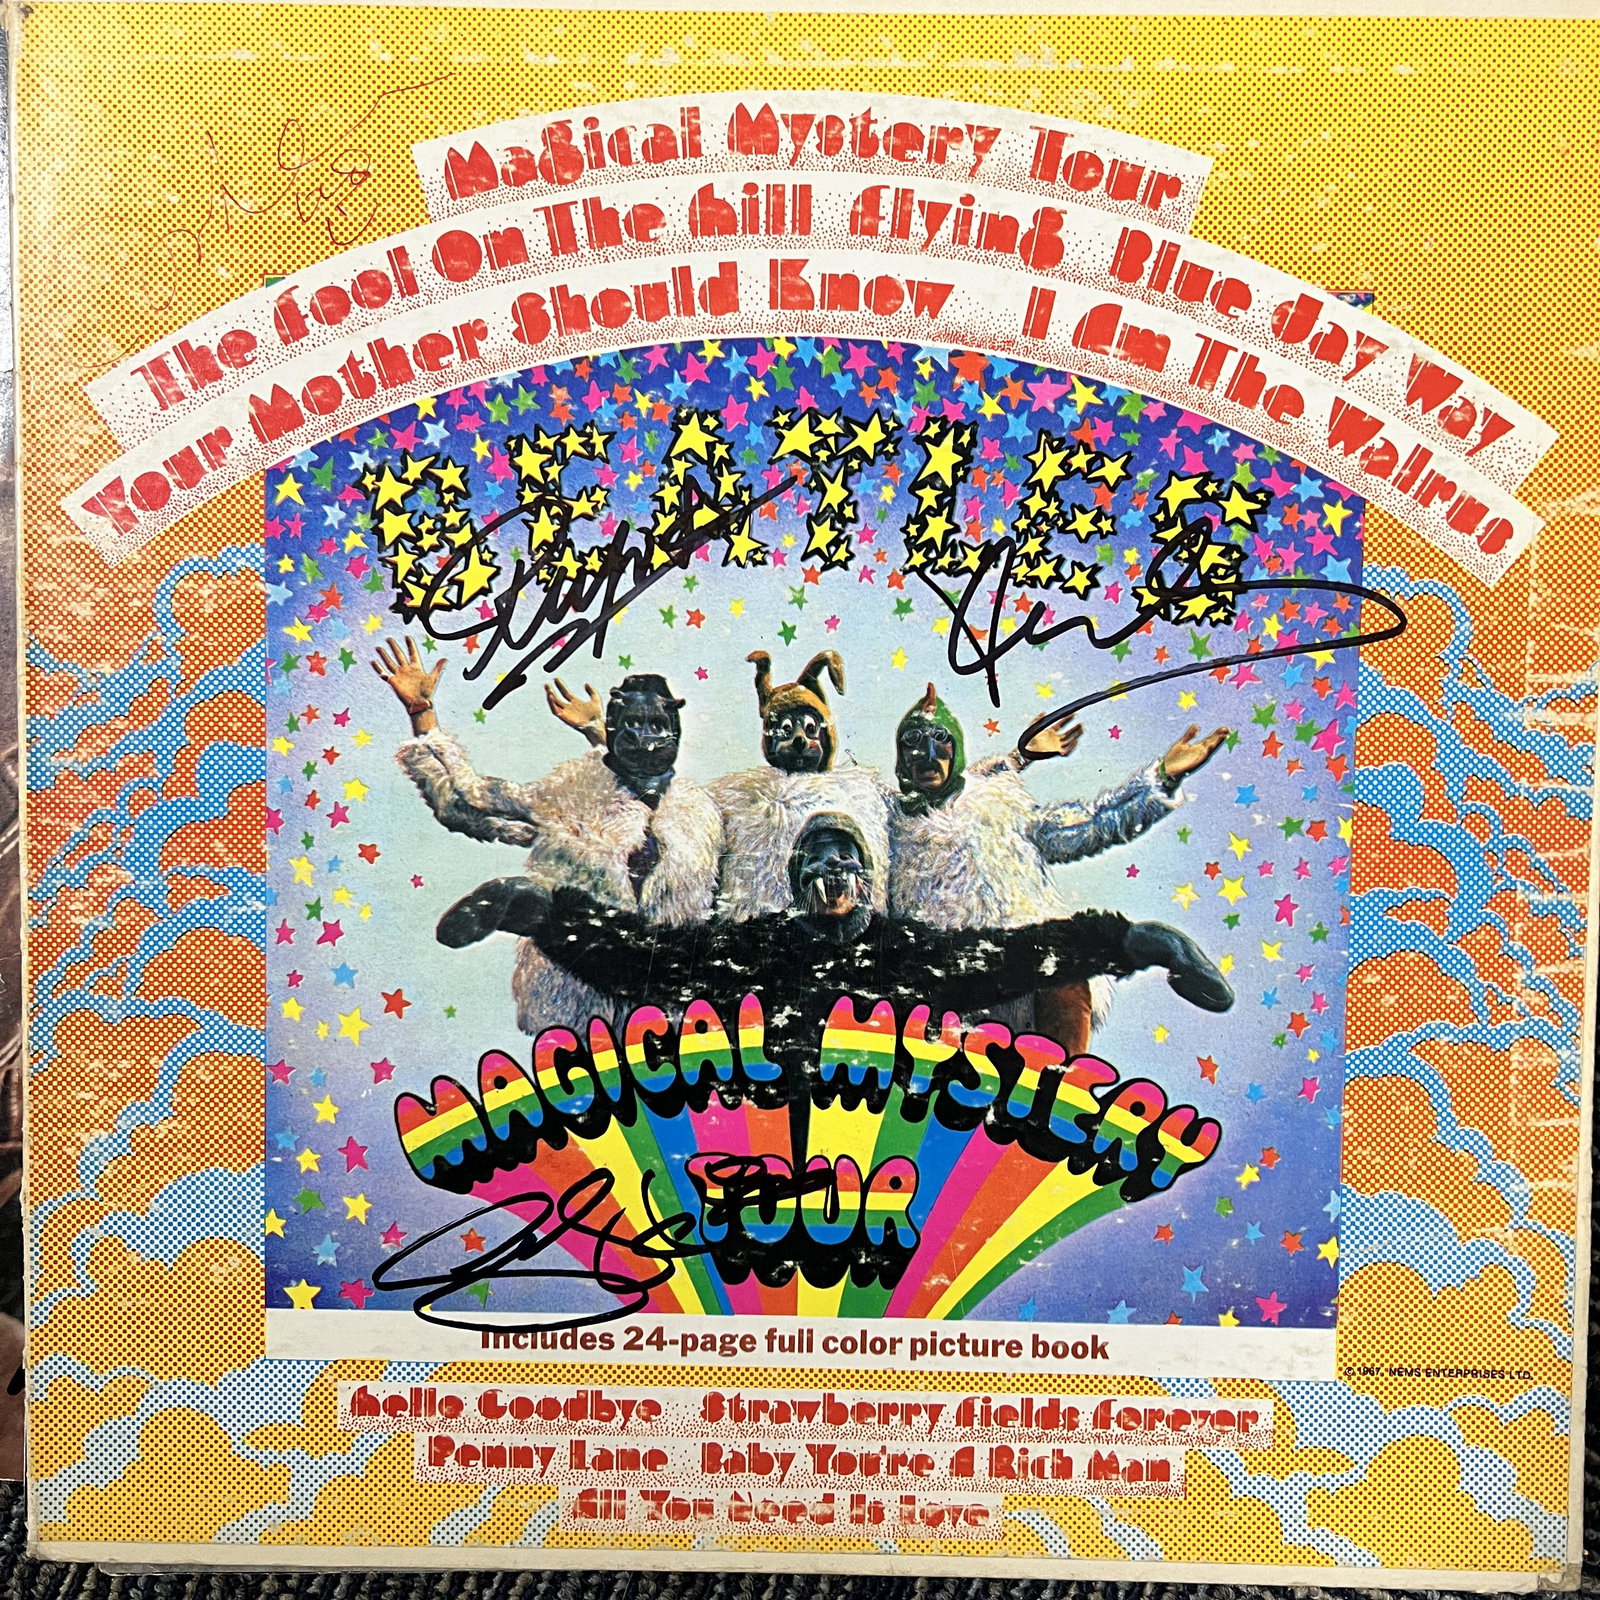 Magical Mystery Tour
The Fool On The Hill Flying Blue Jay Way
Your Mother Should Know I Am The Walrus
BEATLES
MAGICAL MYSTERY
TOUR
Includes 24-page full color picture book
© 1967, NEMS ENTERPRISES LTD.
Hello Goodbye Strawberry Fields Forever
Penny Lane Baby You're A Rich Man
All You Need Is Love